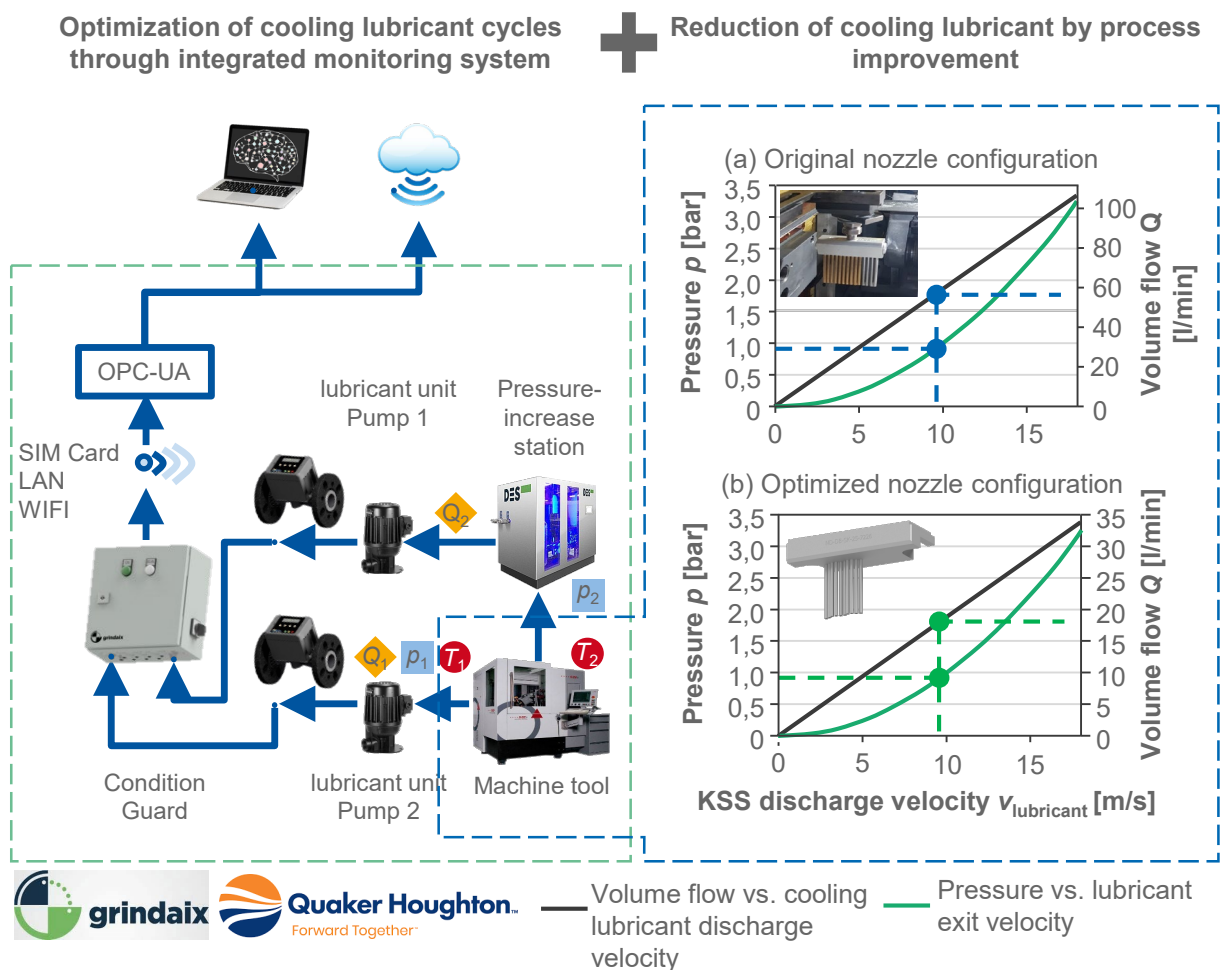 Optimization of cooling lubricant cycles
through integrated monitoring system
Reduction of cooling lubricant by process
improvement
OPC-UA
SIM Card
LAN
WIFI
lubricant unit
Pump 1
Pressure-
increase
station
DES
Q2
p2
grindaix
Q1
p1
T1
T2
Condition
Guard
lubricant unit
Pump 2
Machine tool
(a) Original nozzle configuration
Pressure p [bar]
3,5
3,0
2,5
2,0
1,5
1,0
0,5
0
0
5
10
15
100
80
60
40
20
0
Volume flow Q
[l/min]
(b) Optimized nozzle configuration
Pressure p [bar]
3,5
3,0
2,5
2,0
1,5
1,0
0,5
0
0
5
10
15
35
30
25
20
15
10
5
0
Volume flow Q [l/min]
KSS discharge velocity vlubricant [m/s]
grindaix
Quaker Houghton™
Forward Together™
Volume flow vs. cooling
lubricant discharge
velocity
Pressure vs. lubricant
exit velocity